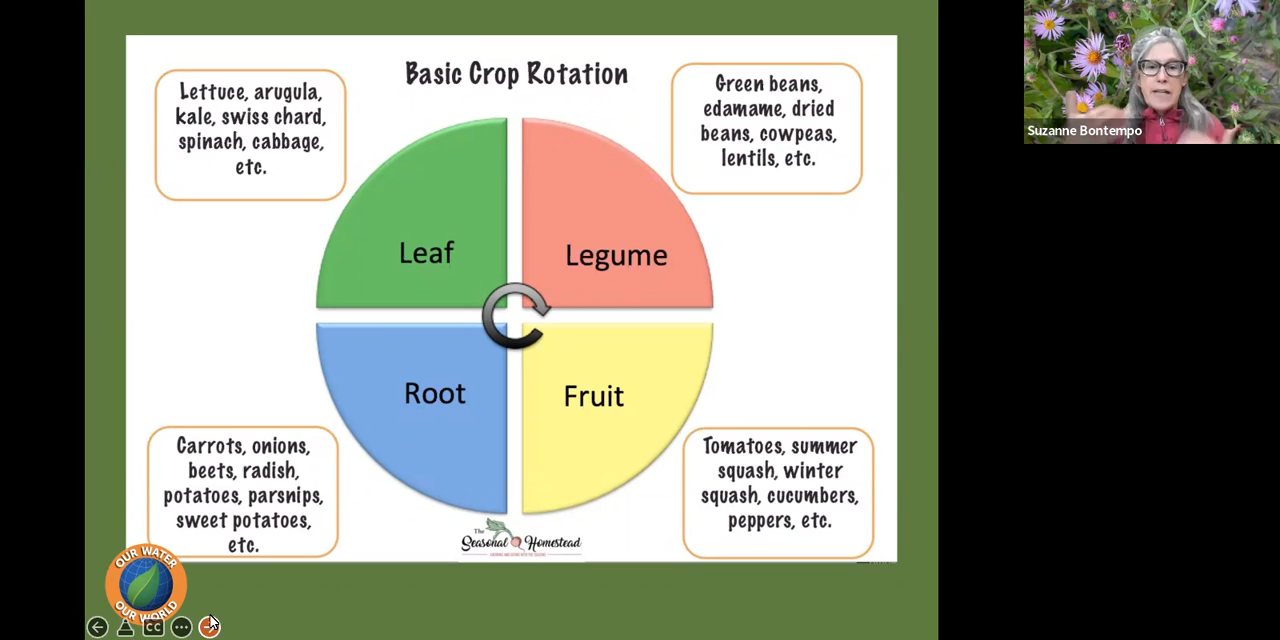 Basic Crop Rotation
Lettuce, arugula,
kale, swiss chard,
spinach, cabbage,
etc.
Green beans,
edamame, dried
beans, cowpeas,
lentils, etc.
Suzanne Bontempo
Leaf
Legume
Root
Fruit
Carrots, onions,
beets, radish,
potatoes, parsnips,
sweet potatoes,
etc.
Tomatoes, summer
squash, winter
squash, cucumbers,
peppers, etc.
The
Seasonal Homestead
OUR WATER
OUR WORLD
CC